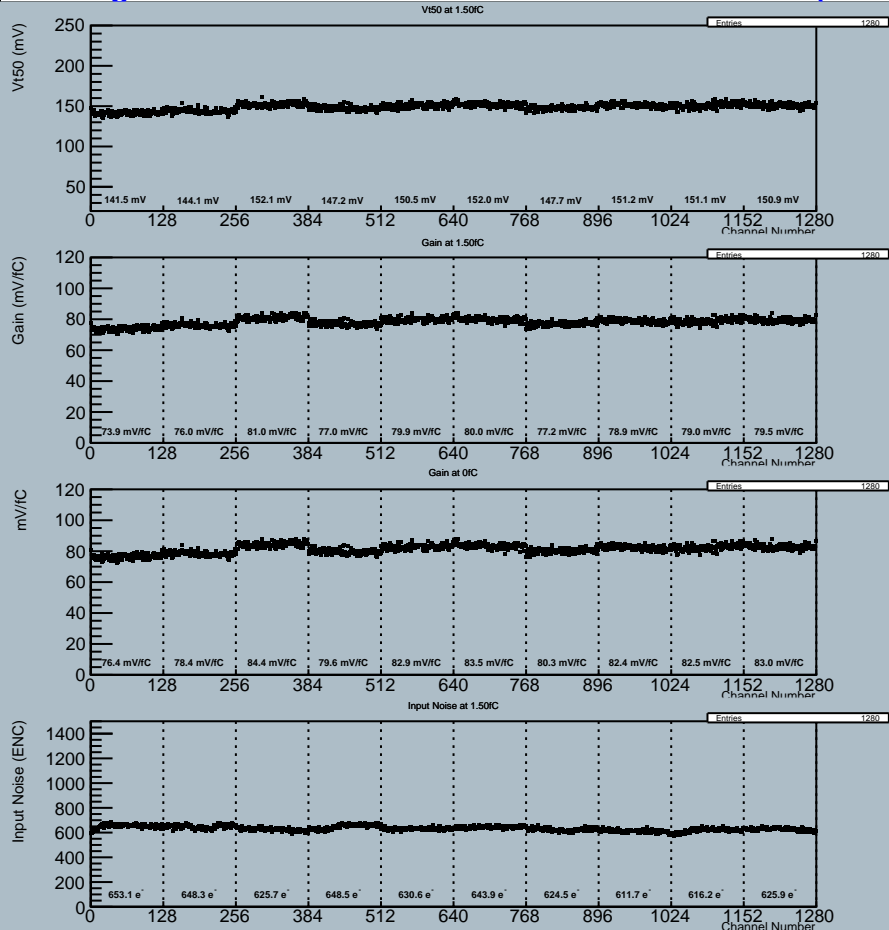 Vt50 at 1.50fC
Entries 1280
Vt50 (mV)
250
200
150
100
50
141.5 mV 144.1 mV 152.1 mV 147.2 mV 150.5 mV 152.0 mV 147.7 mV 151.2 mV 151.1 mV 150.9 mV
0 128 256 384 512 640 768 896 1024 1152 1280
Channel Number
Gain at 1.50fC
Entries 1280
Gain (mV/fC)
120
100
80
60
40
20
0
73.9 mV/fC 76.0 mV/fC 81.0 mV/fC 77.0 mV/fC 79.9 mV/fC 80.0 mV/fC 77.2 mV/fC 78.9 mV/fC 79.0 mV/fC 79.5 mV/fC
0 128 256 384 512 640 768 896 1024 1152 1280
Channel Number
Gain at 0fC
Entries 1280
mV/fC
120
100
80
60
40
20
0
76.4 mV/fC 78.4 mV/fC 84.4 mV/fC 79.6 mV/fC 82.9 mV/fC 83.5 mV/fC 80.3 mV/fC 82.4 mV/fC 82.5 mV/fC 83.0 mV/fC
0 128 256 384 512 640 768 896 1024 1152 1280
Channel Number
Input Noise at 1.50fC
Entries 1280
Input Noise (ENC)
1400
1200
1000
800
600
400
200
0
653.1 e⁻ 648.3 e⁻ 625.7 e⁻ 648.5 e⁻ 630.6 e⁻ 643.9 e⁻ 624.5 e⁻ 611.7 e⁻ 616.2 e⁻ 625.9 e⁻
0 128 256 384 512 640 768 896 1024 1152 1280
Channel Number